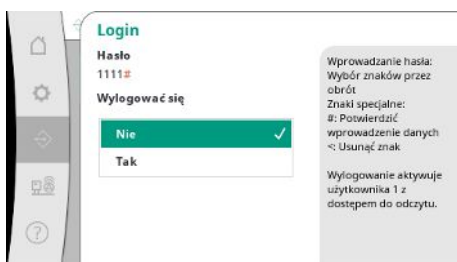 Login
Hasło
1111#
Wylogować się
Nie
Tak
Wprowadzanie hasła:
Wybór znaków przez
obrót
Znaki specjalne:
#: Potwierdzić
wprowadzenie danych
<: Usunąć znak
Wylogowanie aktywuje
użytkownika 1 z
dostępem do odczytu.